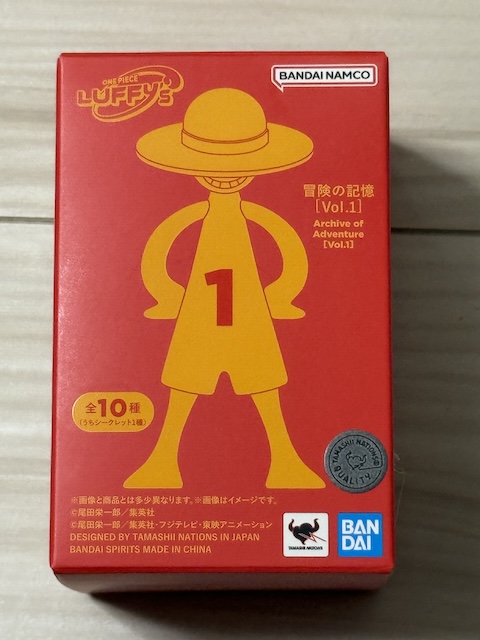 ONE PIECE
LUFFY's
BANDAI NAMCO
冒険の記憶
[Vol.1]
Archive of
Adventure
[Vol.1]
1
全10種
(うちシークレット1種)
TAMASHII NATIONS
QUALITY
※画像と商品とは多少異なります。※画像はイメージです。
©尾田栄一郎／集英社
©尾田栄一郎／集英社・フジテレビ・東映アニメーション
DESIGNED BY TAMASHII NATIONS IN JAPAN
BANDAI SPIRITS MADE IN CHINA
TAMASHII NATIONS
BAN
DAI